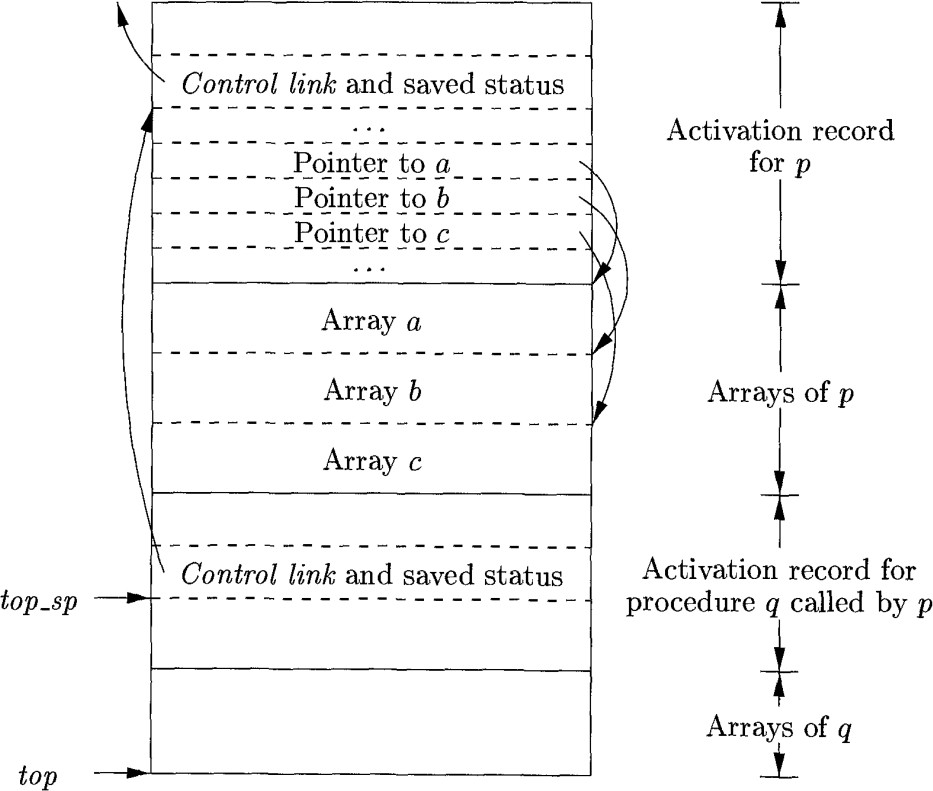 Control link and saved status
...
Pointer to a
Pointer to b
Pointer to c
...
Array a
Array b
Array c
Control link and saved status
top_sp
top
Activation record
for p
Arrays of p
Activation record for
procedure q called by p
Arrays of q